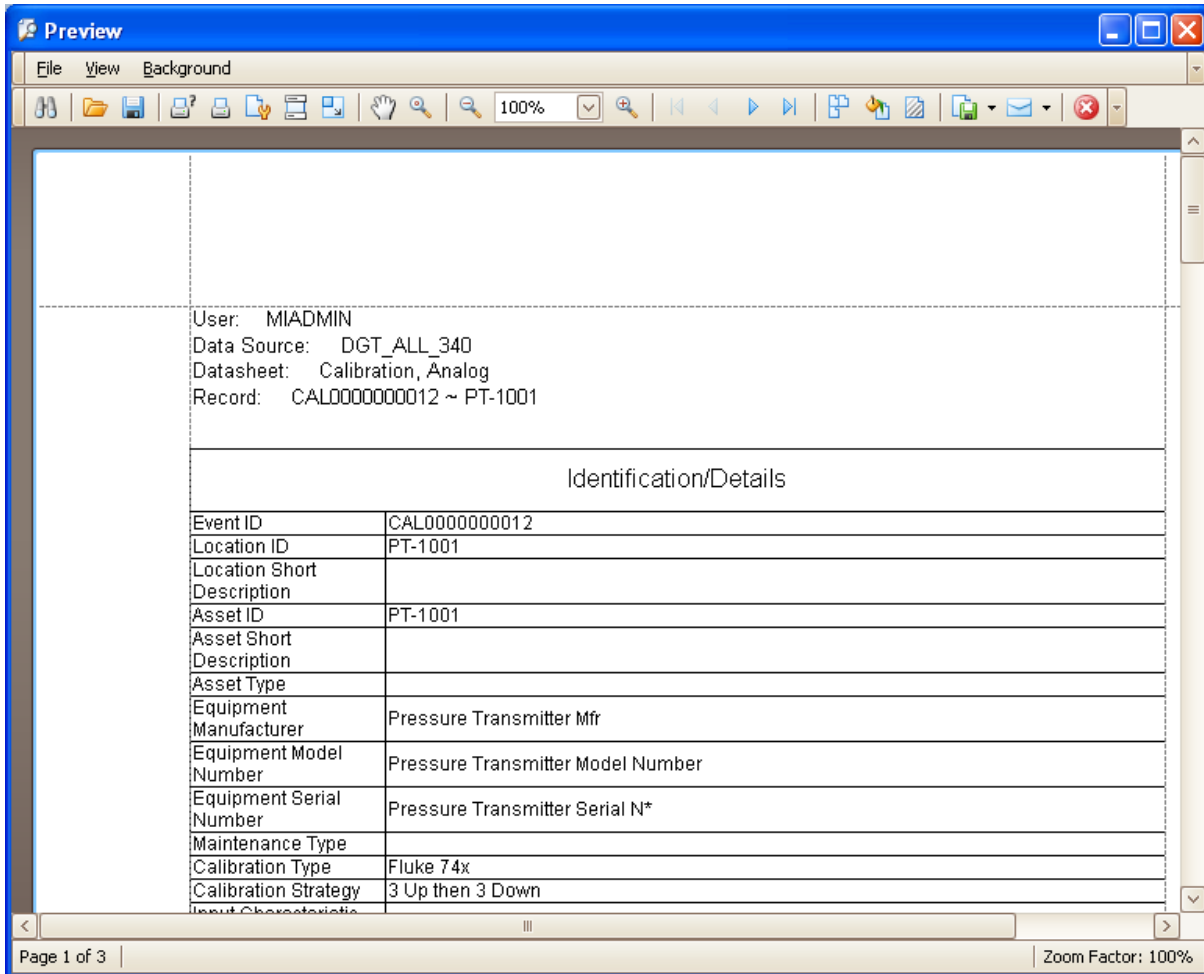 Preview
File View Background
100%
User: MIADMIN
Data Source: DGT_ALL_340
Datasheet: Calibration, Analog
Record: CAL0000000012 ~ PT-1001
Identification/Details
Event ID CAL0000000012
Location ID PT-1001
Location Short
Description
Asset ID PT-1001
Asset Short
Description
Asset Type
Equipment
Manufacturer Pressure Transmitter Mfr
Equipment Model
Number Pressure Transmitter Model Number
Equipment Serial
Number Pressure Transmitter Serial N*
Maintenance Type
Calibration Type Fluke 74x
Calibration Strategy 3 Up then 3 Down
Input Characteristic
Page 1 of 3 Zoom Factor: 100%